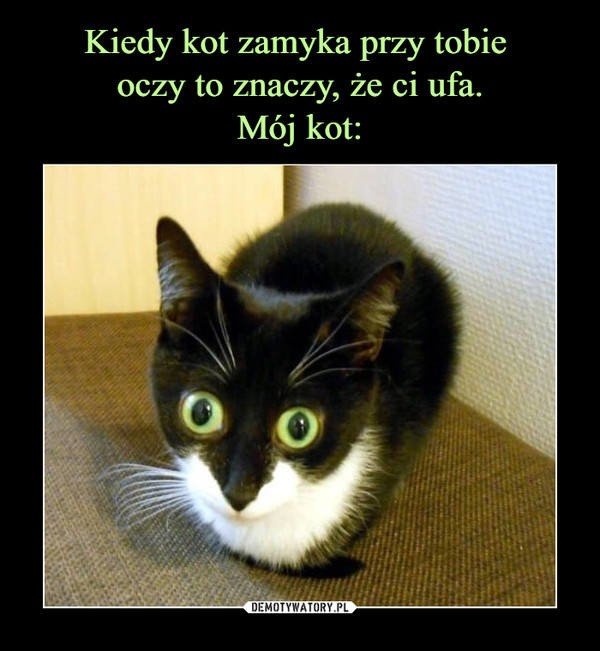 Kiedy kot zamyka przy tobie
oczy to znaczy, że ci ufa.
Mój kot:
DEMOTYWATORY.PL